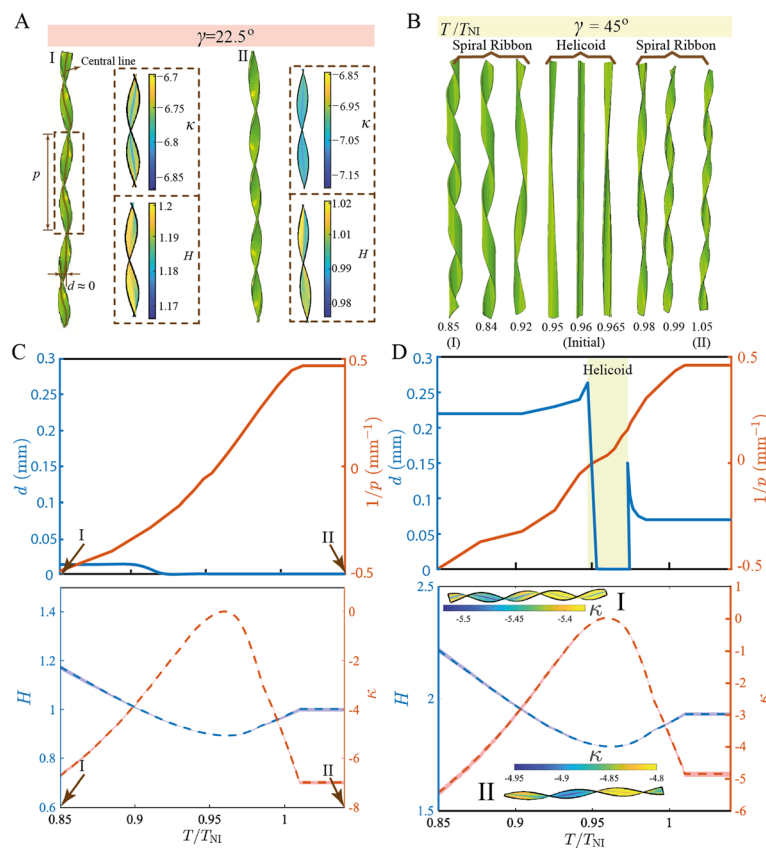 A
γ=22.5°
I
Central line
II
p
d ≈ 0
−6.7
−6.75
−6.8
−6.85
κ
1.2
1.19
1.18
1.17
H
−6.85
−6.95
−7.05
−7.15
κ
1.02
1.01
0.99
0.98
H
B
T/T_NI
γ = 45°
Spiral Ribbon Helicoid Spiral Ribbon
0.85 0.84 0.92 0.95 0.96 0.965 0.98 0.99 1.05
(I) (Initial) (II)
C
0.3
0.25
0.2
0.15
0.1
0.05
0
d (mm)
0.5
0
-0.5
1/p (mm⁻¹)
I
II
1.4
1.2
1
0.8
0.6
H
0
-2
-4
-6
-8
κ
I
II
0.85 0.9 0.95 1
T/T_NI
D
Helicoid
0.3
0.25
0.2
0.15
0.1
0.05
0
d (mm)
0.5
0
-0.5
1/p (mm⁻¹)
2.5
2
1.5
H
1
0
-1
-2
-3
-4
-5
-6
κ
I
-5.5 -5.45 -5.4
κ
κ
-4.95 -4.9 -4.85 -4.8
II
0.85 0.9 0.95 1
T/T_NI